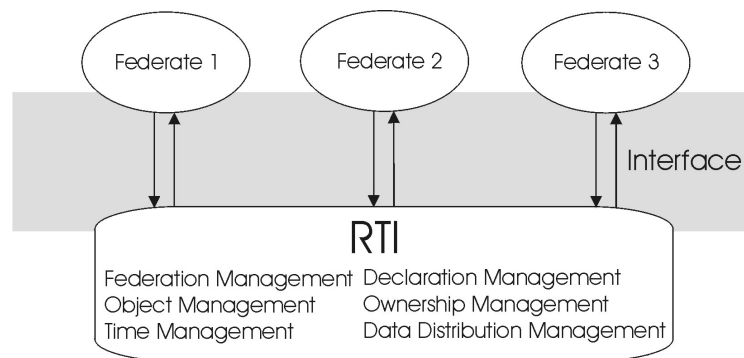 Federate 1
Federate 2
Federate 3
Interface
RTI
Federation Management
Object Management
Time Management
Declaration Management
Ownership Management
Data Distribution Management